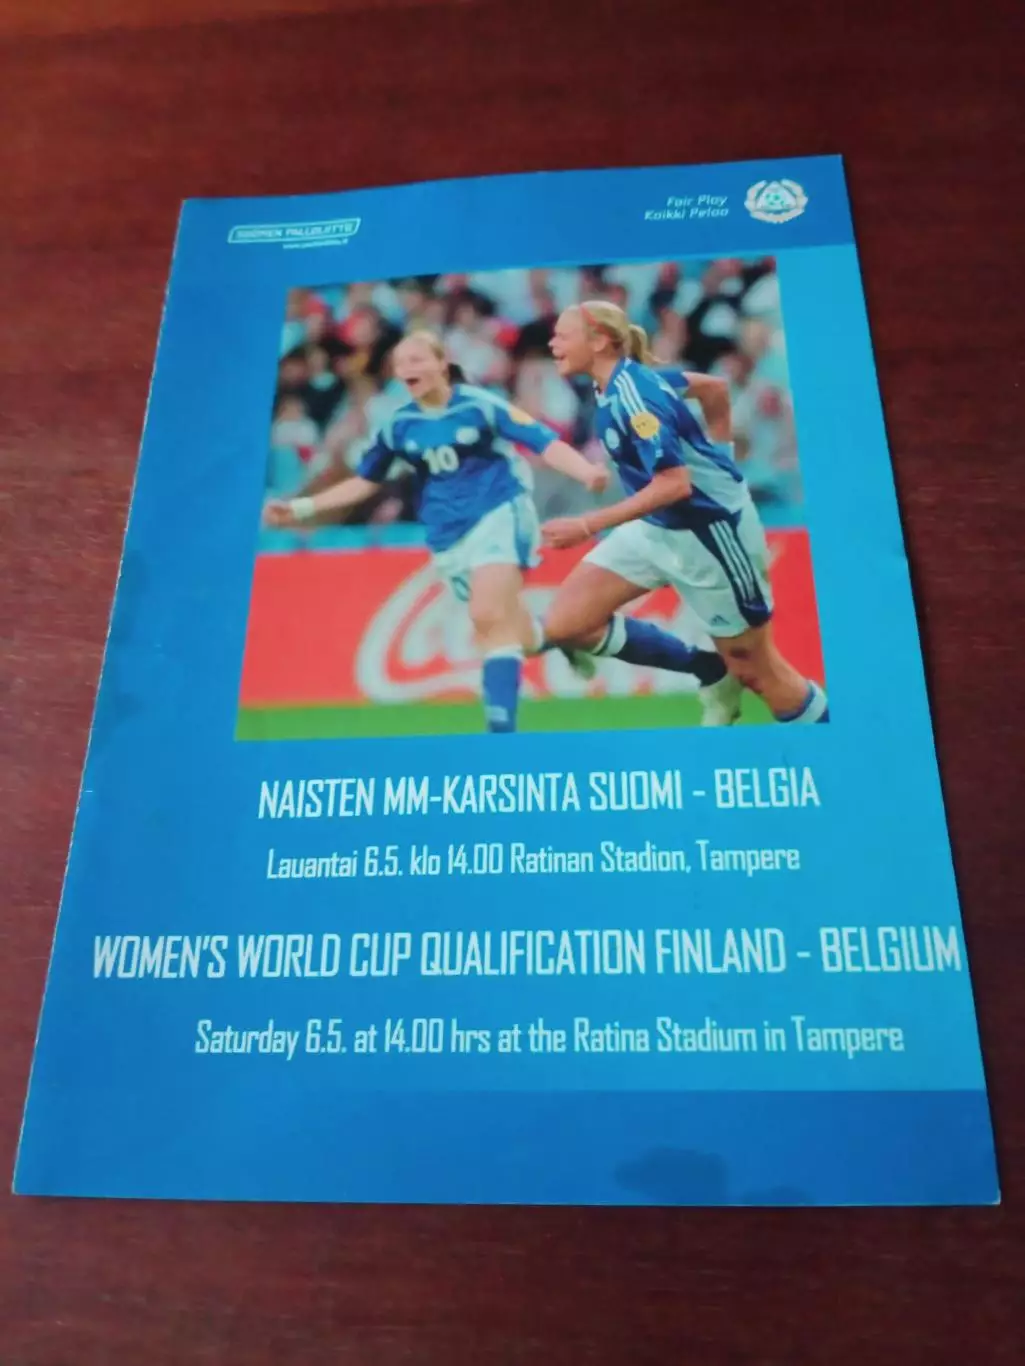 SUOMEN PALLOLIITTO
Fair Play
Kaikki Pelaa
10
NAISTEN MM-KARSINTA SUOMI - BELGIA
Lauantai 6.5. klo 14.00 Ratinan Stadion, Tampere
WOMEN'S WORLD CUP QUALIFICATION FINLAND - BELGIUM
Saturday 6.5. at 14.00 hrs at the Ratina Stadium in Tampere